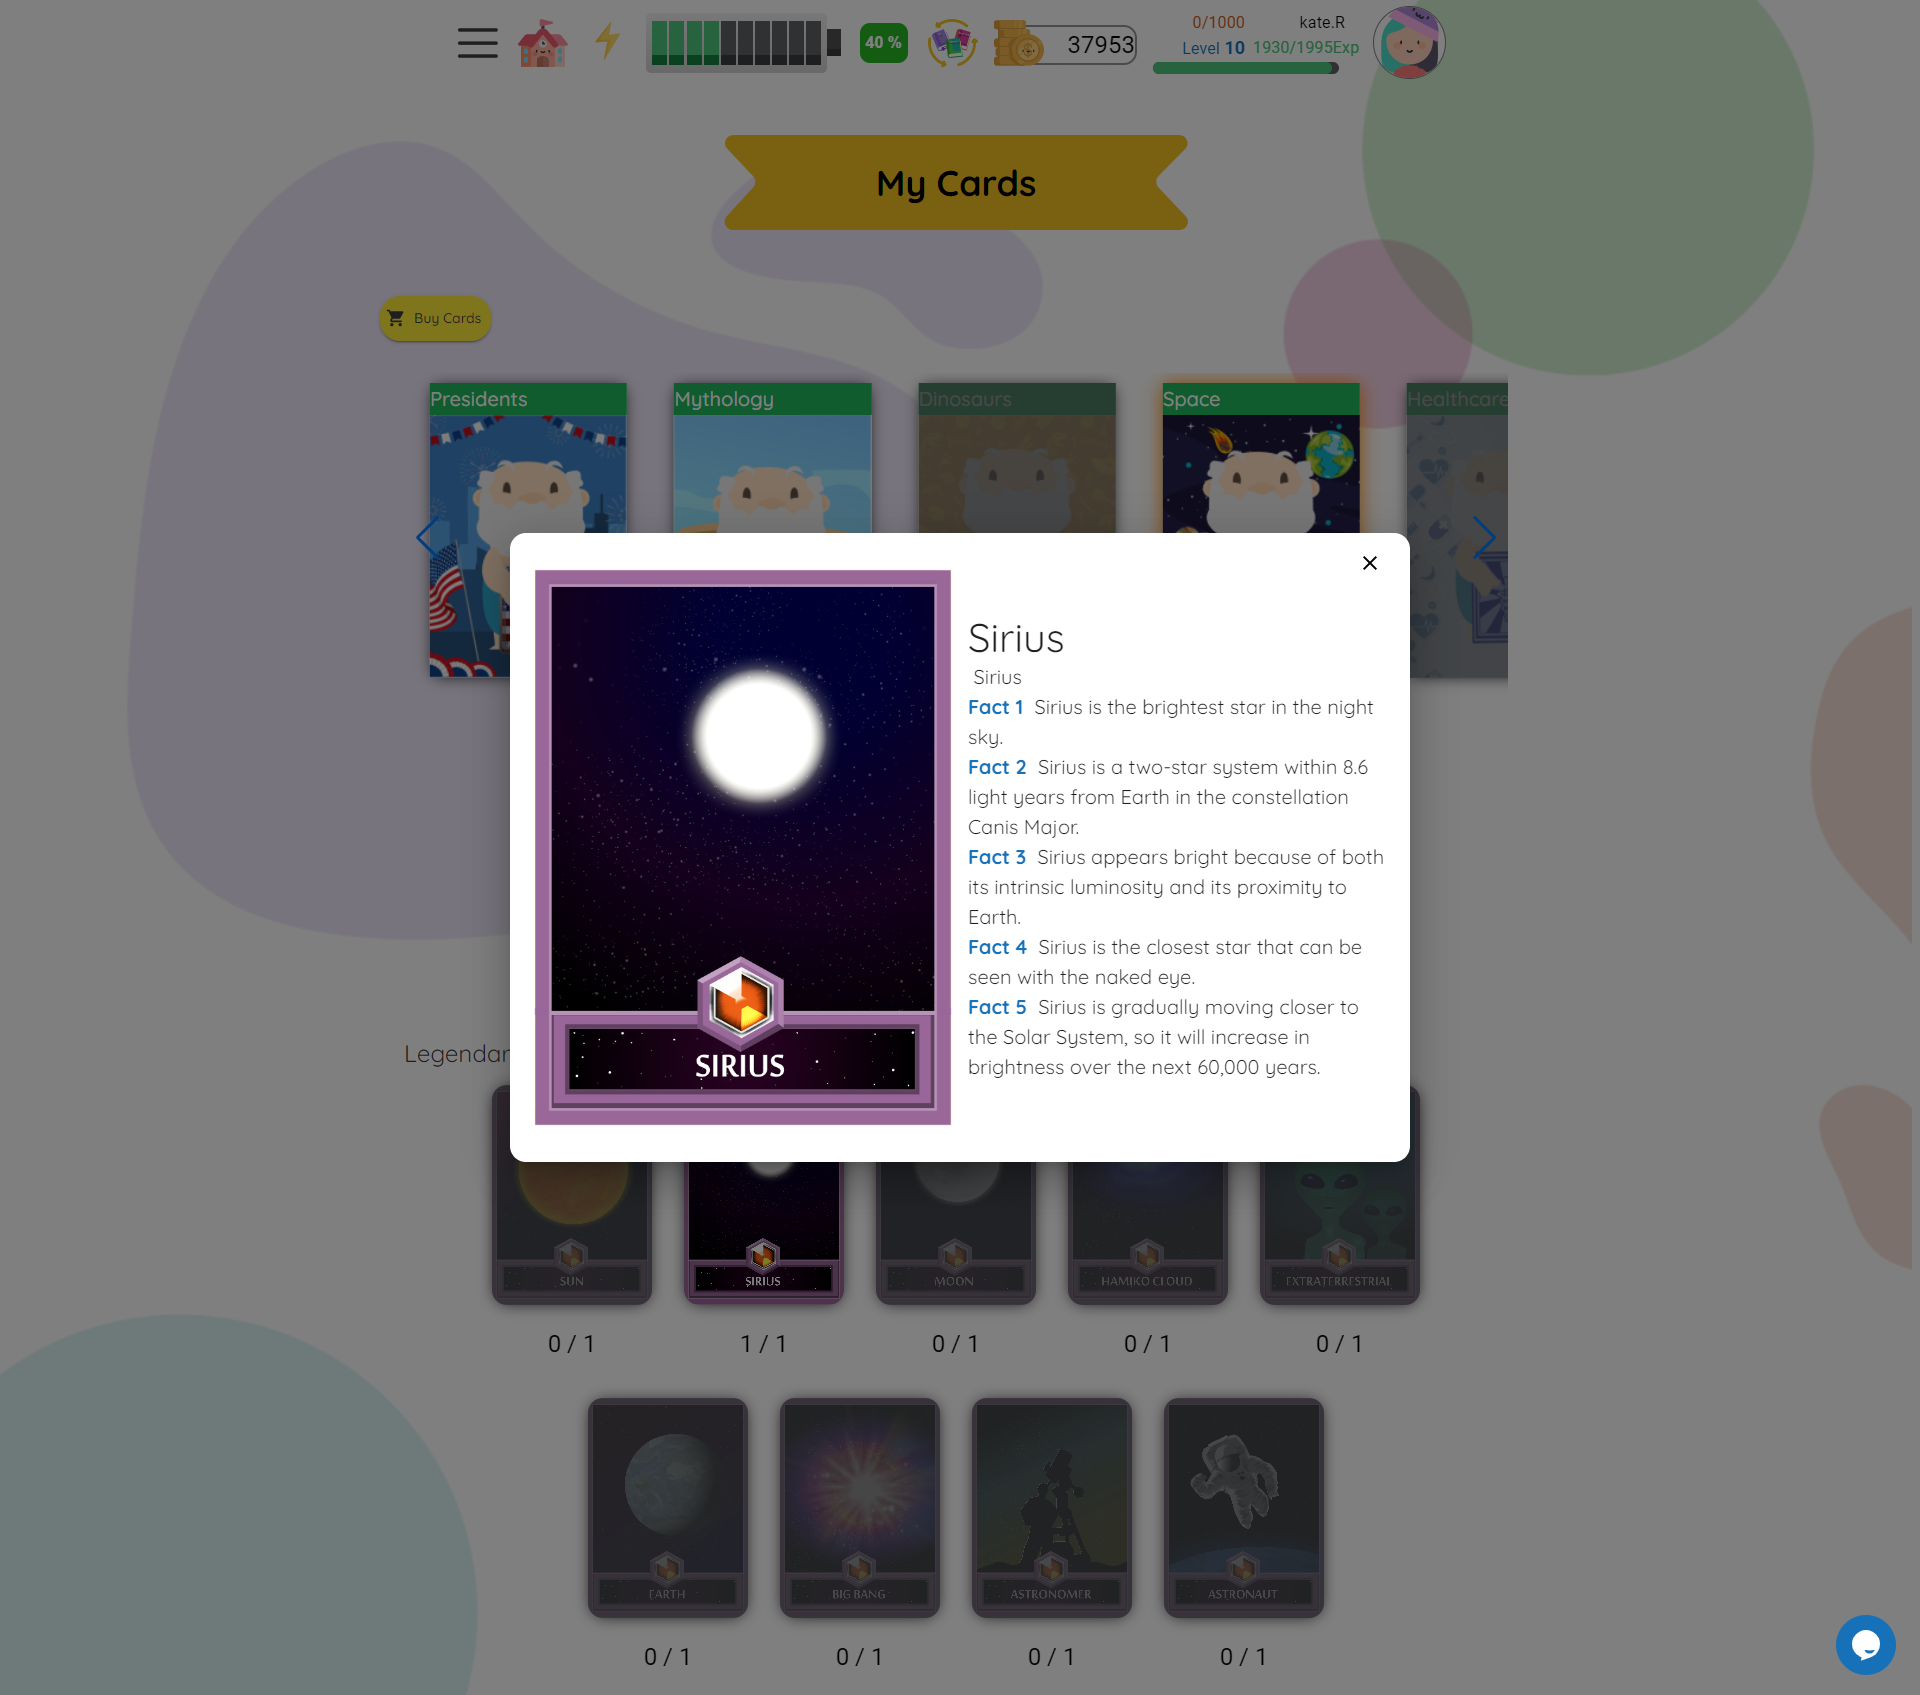 40 %
37953
0/1000
kate.R
Level 10
1930/1995Exp
My Cards
Buy Cards
Presidents
Mythology
Dinosaurs
Space
Healthcare
Sirius
Sirius
Fact 1 Sirius is the brightest star in the night
sky.
Fact 2 Sirius is a two-star system within 8.6
light years from Earth in the constellation
Canis Major.
Fact 3 Sirius appears bright because of both
its intrinsic luminosity and its proximity to
Earth.
Fact 4 Sirius is the closest star that can be
seen with the naked eye.
Fact 5 Sirius is gradually moving closer to
the Solar System, so it will increase in
brightness over the next 60,000 years.
SIRIUS
Legendar
SUN
SIRIUS
MOON
HAMIKO CLOUD
EXTRATERRESTRIAL
0 / 1
1 / 1
0 / 1
0 / 1
0 / 1
EARTH
BIG BANG
ASTRONOMER
ASTRONAUT
0 / 1
0 / 1
0 / 1
0 / 1